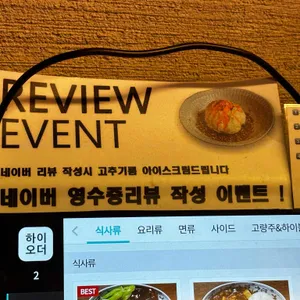 REVIEW
EVENT
네이버 리뷰 작성시 고추기름 아이스크림드립니다
네이버 영수증리뷰 작성 이벤트 !
하이
오더
2
식사류 요리류 면류 사이드 고량주&하이볼
식사류
BEST